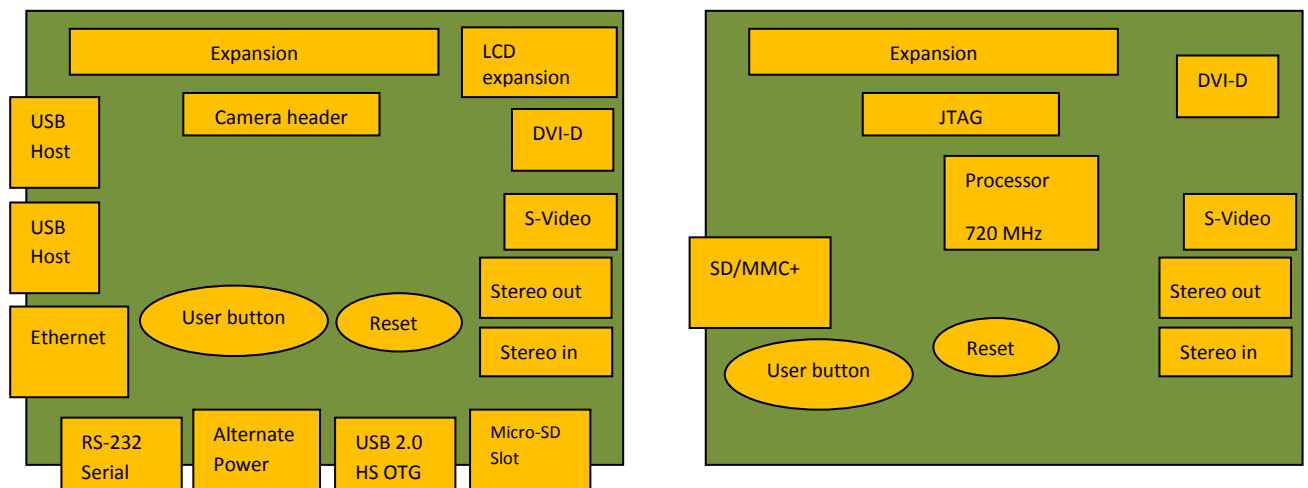 Expansion
LCD
expansion
USB
Host
Camera header
DVI-D
USB
Host
S-Video
Ethernet
User button
Reset
Stereo out
Stereo in
RS-232
Serial
Alternate
Power
USB 2.0
HS OTG
Micro-SD
Slot
Expansion
DVI-D
JTAG
Processor
720 MHz
S-Video
SD/MMC+
Stereo out
User button
Reset
Stereo in